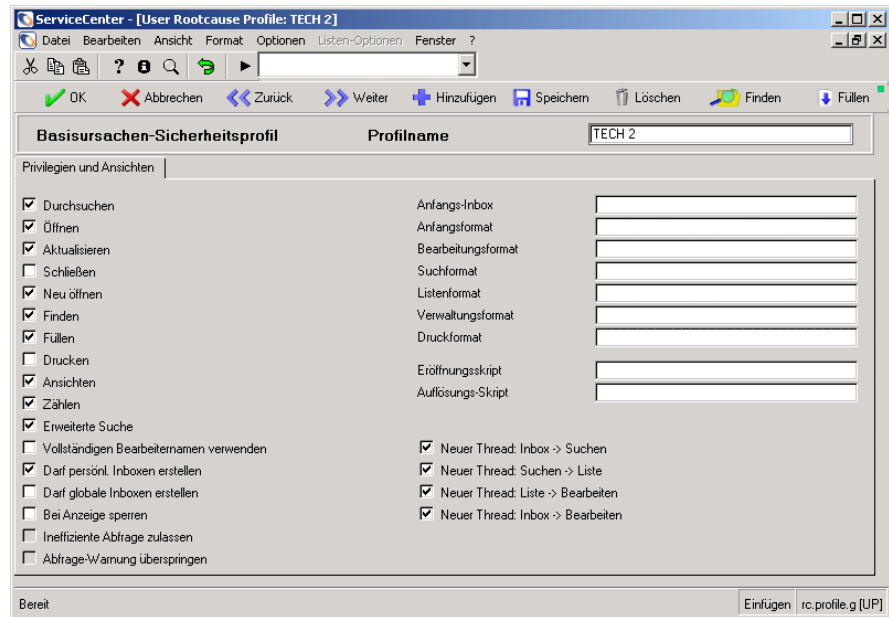 ServiceCenter - [User Rootcause Profile: TECH 2]
Datei Bearbeiten Ansicht Format Optionen Listen-Optionen Fenster ?
OK Abbrechen Zurück Weiter Hinzufügen Speichern Löschen Finden Füllen
Basisursachen-Sicherheitsprofil Profilname TECH 2
Privilegien und Ansichten
Durchsuchen Anfangs-Inbox
Öffnen Anfangsformat
Aktualisieren Bearbeitungsformat
Schließen Suchformat
Neu öffnen Listenformat
Finden Verwaltungsformat
Füllen Druckformat
Drucken
Ansichten Eröffnungsskript
Zählen Auflösungs-Skript
Erweiterte Suche
Vollständigen Bearbeiternamen verwenden Neuer Thread: Inbox -> Suchen
Darf persönl. Inboxen erstellen Neuer Thread: Suchen -> Liste
Darf globale Inboxen erstellen Neuer Thread: Liste -> Bearbeiten
Bei Anzeige sperren Neuer Thread: Inbox -> Bearbeiten
Ineffiziente Abfrage zulassen
Abfrage-Warnung überspringen
Bereit Einfügen rc.profile.g [UP]